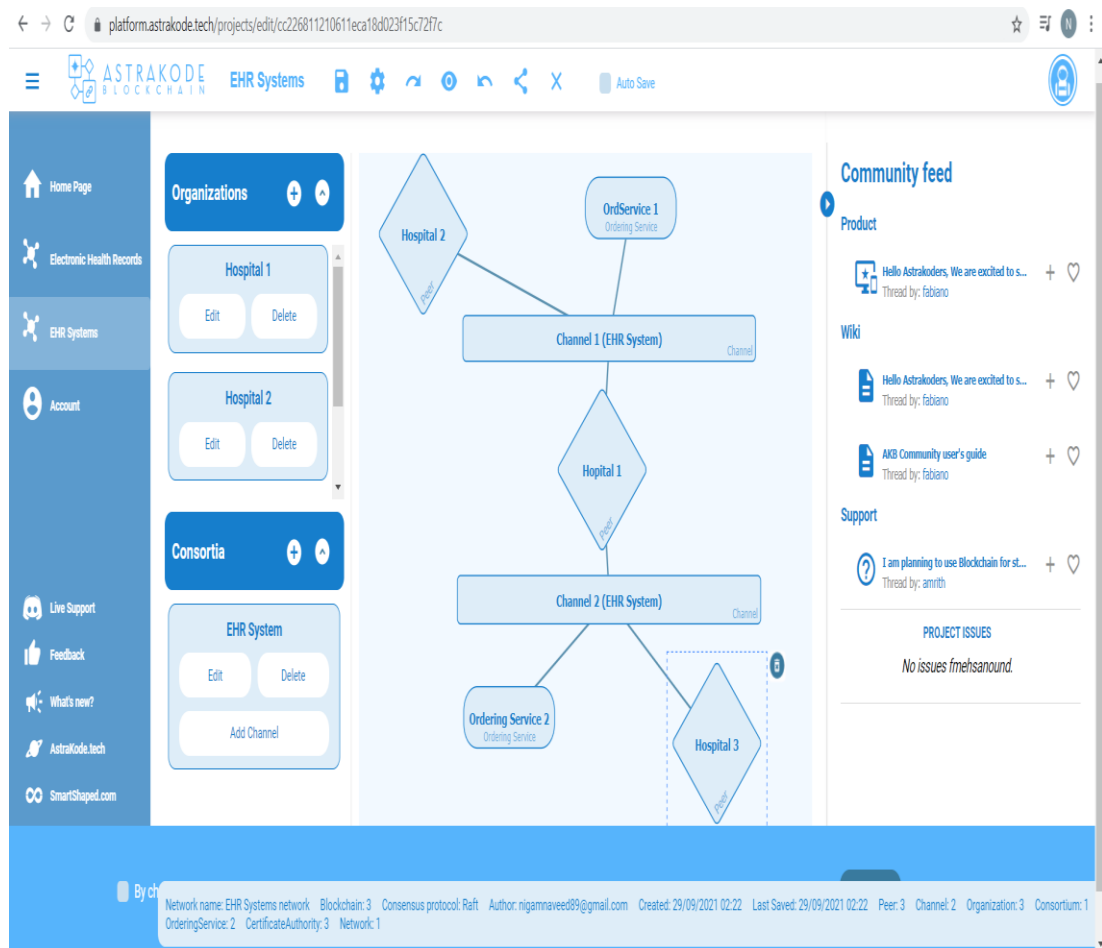 platform.astrakode.tech/projects/edit/cc226811210611eca18d023f15c72f7c
N
ASTRAKODE
BLOCKCHAIN
EHR Systems
Auto Save
Home Page
Electronic Health Records
EHR Systems
Account
Live Support
Feedback
What's new?
AstraKode.tech
SmartShaped.com
Organizations
Hospital 1
Edit Delete
Hospital 2
Edit Delete
Consortia
EHR System
Edit Delete
Add Channel
Hospital 2
Peer
OrdService 1
Ordering Service
Channel 1 (EHR System)
Channel
Hopital 1
Peer
Channel 2 (EHR System)
Channel
Ordering Service 2
Ordering Service
Hospital 3
Peer
Community feed
Product
Hello Astrakoders, We are excited to s...
Thread by: fabiano
Wiki
Hello Astrakoders, We are excited to s...
Thread by: fabiano
AKB Community user's guide
Thread by: fabiano
Support
I am planning to use Blockchain for st...
Thread by: amrith
PROJECT ISSUES
No issues fmehsanound.
By ch
Network name: EHR Systems network Blockchain: 3 Consensus protocol: Raft Author: nigamnaveed89@gmail.com Created: 29/09/2021 02:22 Last Saved: 29/09/2021 02:22 Peer: 3 Channel: 2 Organization: 3 Consortium: 1
OrderingService: 2 CertificateAuthority: 3 Network: 1